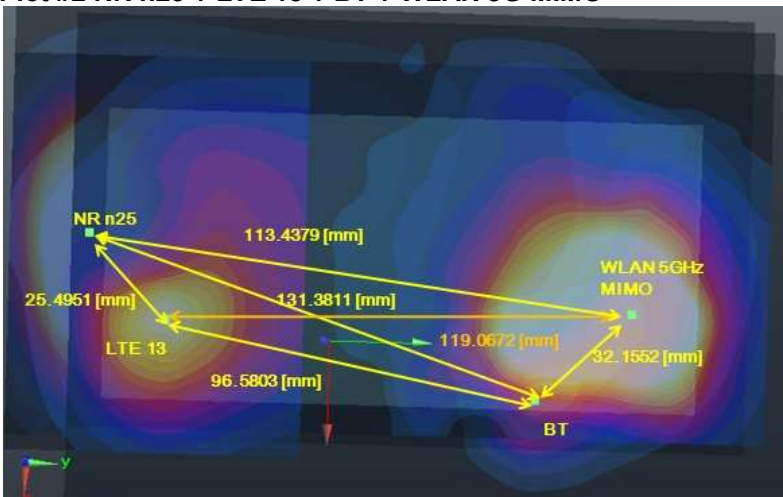 NR n25
113.4379 [mm]
WLAN 5GHz
MIMO
25.4951 [mm]
131.3811 [mm]
LTE 13
119.0672 [mm]
32.1552 [mm]
96.5803 [mm]
BT
y